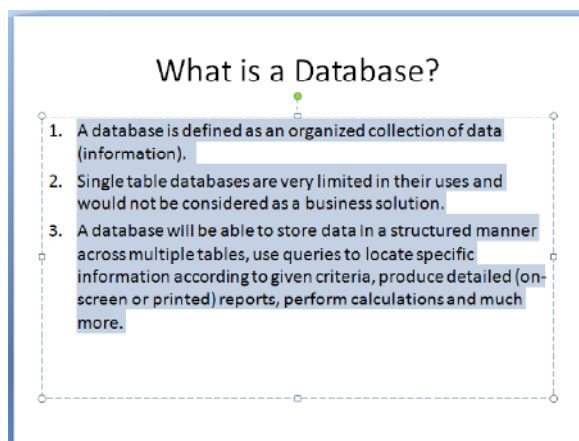 What is a Database?
1. A database is defined as an organized collection of data
(information).
2. Single table databases are very limited in their uses and
would not be considered as a business solution.
3. A database will be able to store data in a structured manner
across multiple tables, use queries to locate specific
information according to given criteria, produce detailed (on-
screen or printed) reports, perform calculations and much
more.